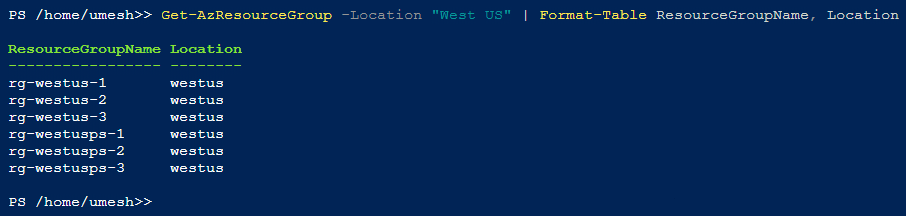 PS /home/umesh>> Get-AzResourceGroup -Location "West US" | Format-Table ResourceGroupName, Location
ResourceGroupName Location
----------------- --------
rg-westus-1 westus
rg-westus-2 westus
rg-westus-3 westus
rg-westusps-1 westus
rg-westusps-2 westus
rg-westusps-3 westus
PS /home/umesh>>